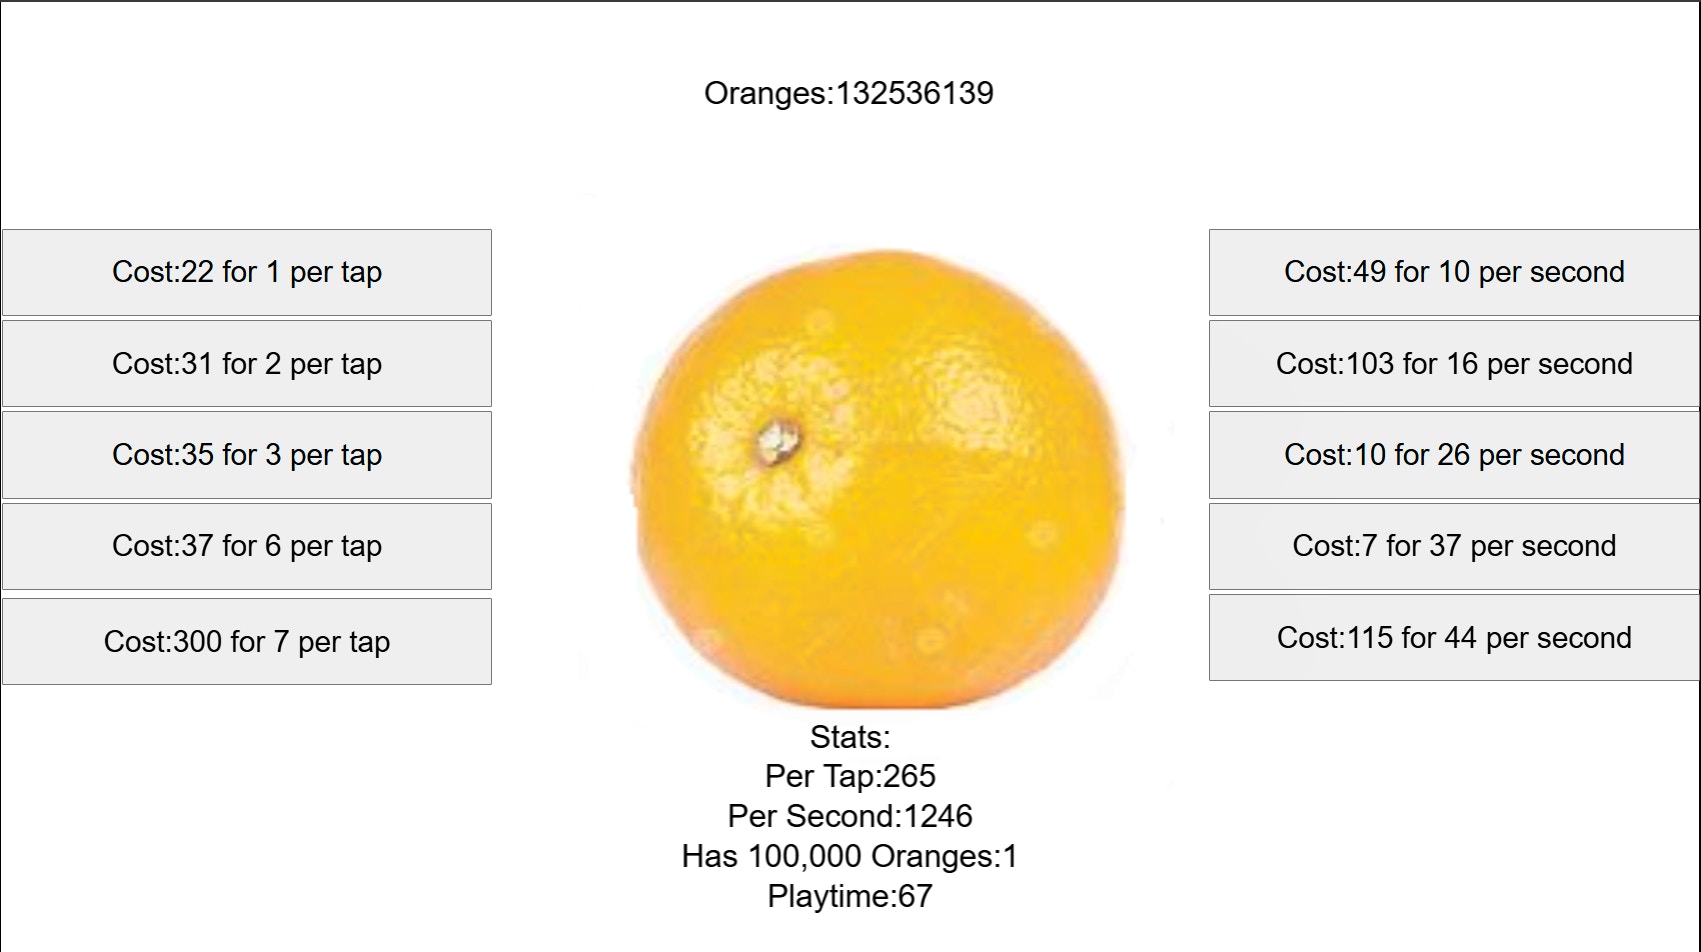 Oranges:132536139
Cost:22 for 1 per tap
Cost:31 for 2 per tap
Cost:35 for 3 per tap
Cost:37 for 6 per tap
Cost:300 for 7 per tap
Cost:49 for 10 per second
Cost:103 for 16 per second
Cost:10 for 26 per second
Cost:7 for 37 per second
Cost:115 for 44 per second
Stats:
Per Tap:265
Per Second:1246
Has 100,000 Oranges:1
Playtime:67